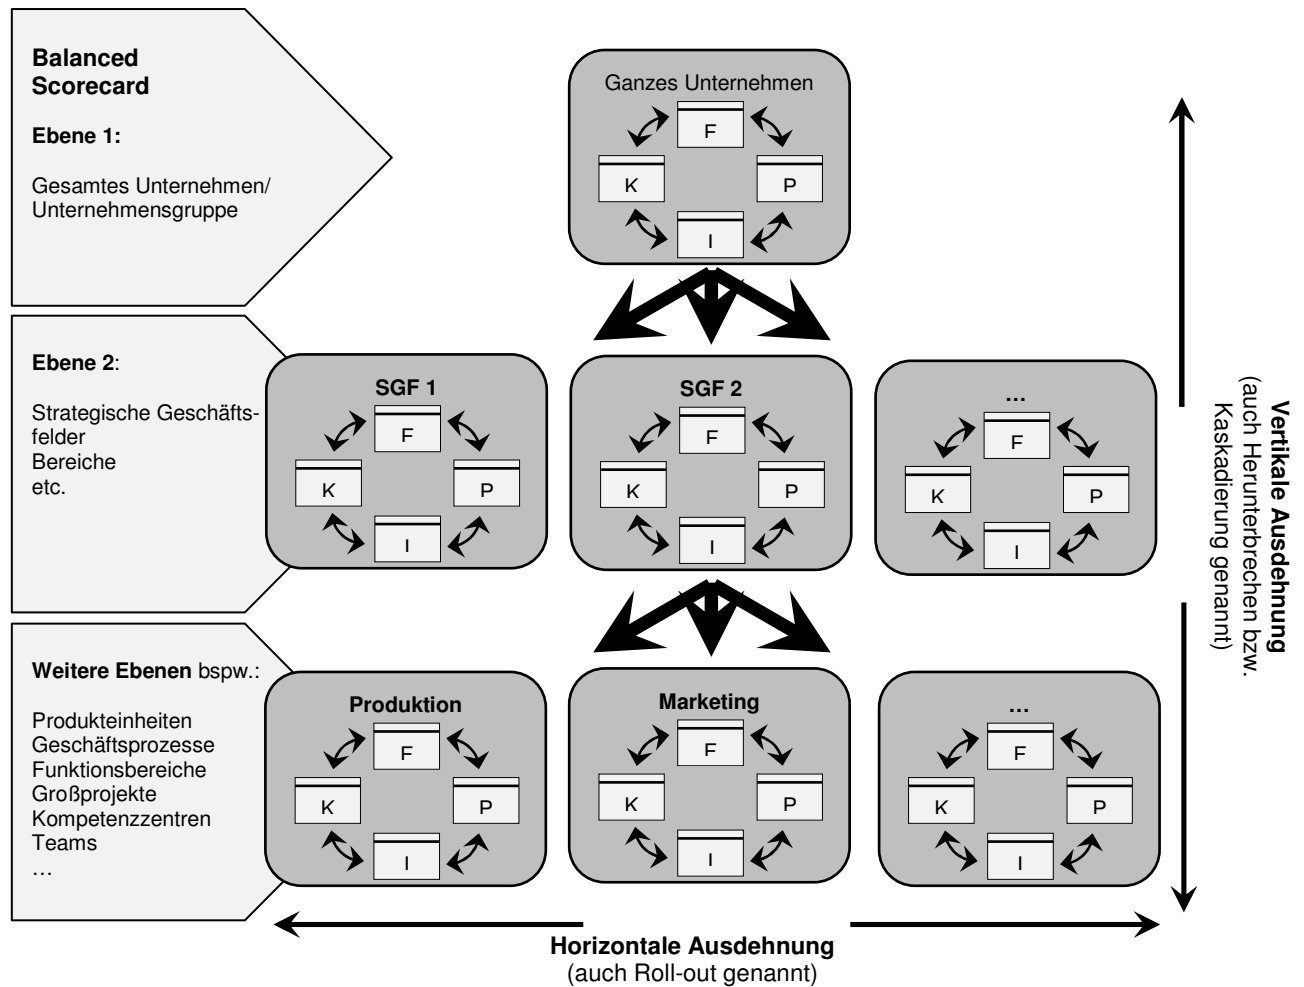 Balanced
Scorecard
Ebene 1:
Gesamtes Unternehmen/
Unternehmensgruppe
Ganzes Unternehmen
F
K
P
I
Ebene 2:
Strategische Geschäfts-
felder
Bereiche
etc.
SGF 1
F
K
P
I
SGF 2
F
K
P
I
...
F
K
P
I
Weitere Ebenen bspw.:
Produkteinheiten
Geschäftsprozesse
Funktionsbereiche
Großprojekte
Kompetenzzentren
Teams
...
Produktion
F
K
P
I
Marketing
F
K
P
I
...
F
K
P
I
Vertikale Ausdehnung
(auch Herunterbrechen bzw.
Kaskadierung genannt)
Horizontale Ausdehnung
(auch Roll-out genannt)